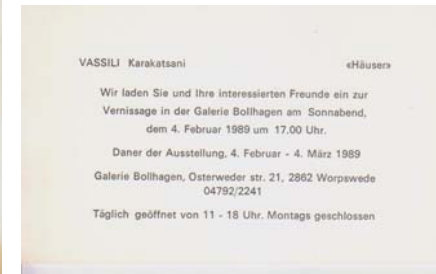 VASSILI Karakatsani «Häuser»
Wir laden Sie und Ihre interessierten Freunde ein zur
Vernissage in der Galerie Bollhagen am Sonnabend,
dem 4. Februar 1989 um 17.00 Uhr.
Daner der Ausstellung, 4. Februar - 4. März 1989
Galerie Bollhagen, Osterweder str. 21, 2862 Worpswede
04792/2241
Täglich geöffnet von 11 - 18 Uhr. Montags geschlossen